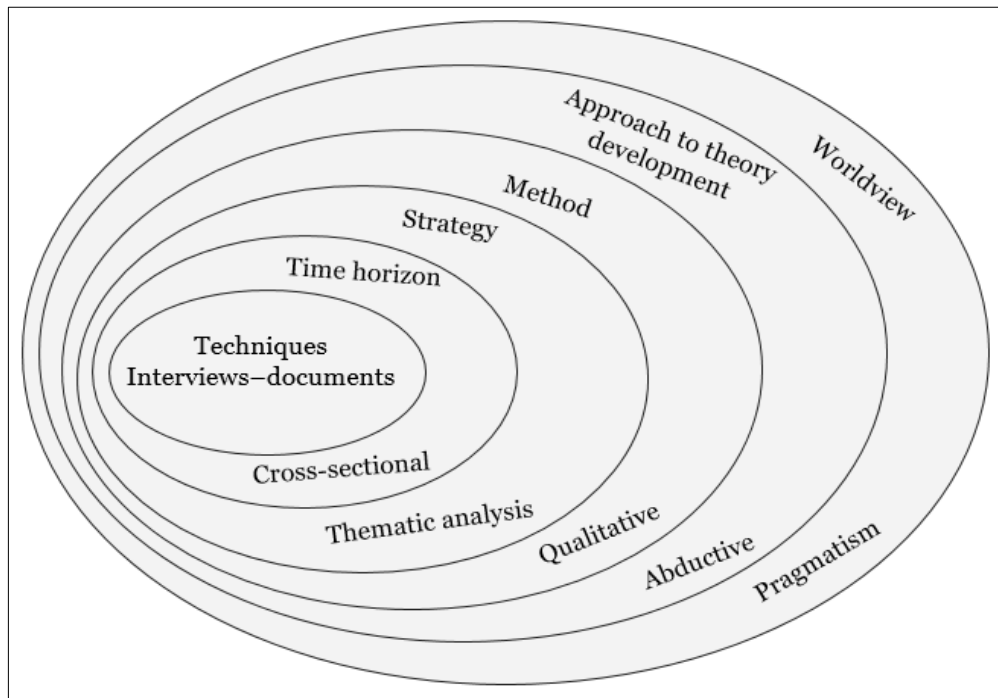 Approach to theory
development
Worldview
Method
Strategy
Time horizon
Techniques
Interviews–documents
Cross-sectional
Thematic analysis
Qualitative
Abductive
Pragmatism